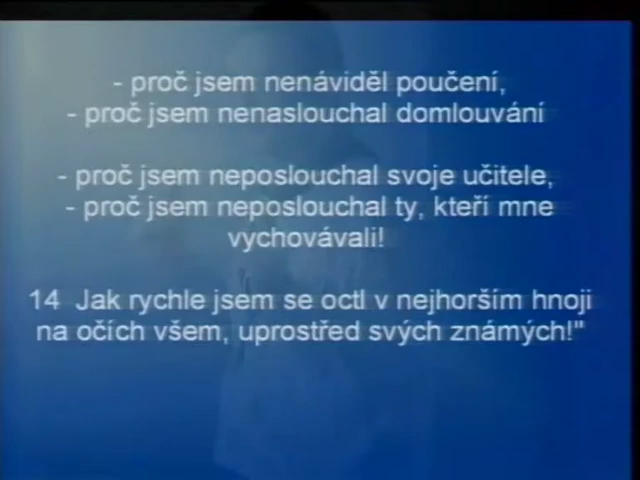 - proč jsem nenáviděl poučení,
- proč jsem nenaslouchal domlouvání
- proč jsem neposlouchal svoje učitele,
- proč jsem neposlouchal ty, kteří mne
vychovávali!
14 Jak rychle jsem se octl v nejhorším hnoji
na očích všem, uprostřed svých známých!"